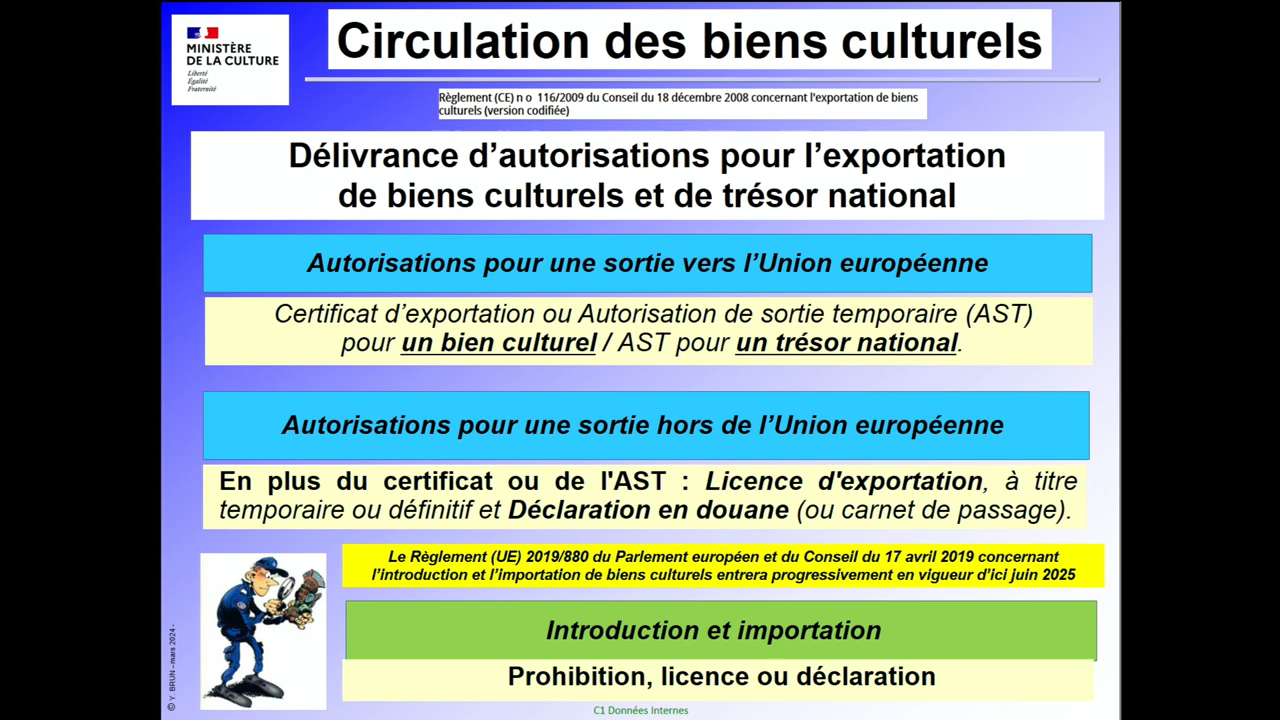 MINISTÈRE
DE LA CULTURE
Liberté
Égalité
Fraternité
Circulation des biens culturels
Règlement (CE) n o 116/2009 du Conseil du 18 décembre 2008 concernant l'exportation de biens
culturels (version codifiée)
Délivrance d’autorisations pour l’exportation
de biens culturels et de trésor national
Autorisations pour une sortie vers l’Union européenne
Certificat d’exportation ou Autorisation de sortie temporaire (AST)
pour un bien culturel / AST pour un trésor national.
Autorisations pour une sortie hors de l’Union européenne
En plus du certificat ou de l'AST : Licence d'exportation, à titre
temporaire ou définitif et Déclaration en douane (ou carnet de passage).
Le Règlement (UE) 2019/880 du Parlement européen et du Conseil du 17 avril 2019 concernant
l’introduction et l’importation de biens culturels entrera progressivement en vigueur d’ici juin 2025
Introduction et importation
Prohibition, licence ou déclaration
© Y. BRUN – mars 2024 -
C1 Données Internes